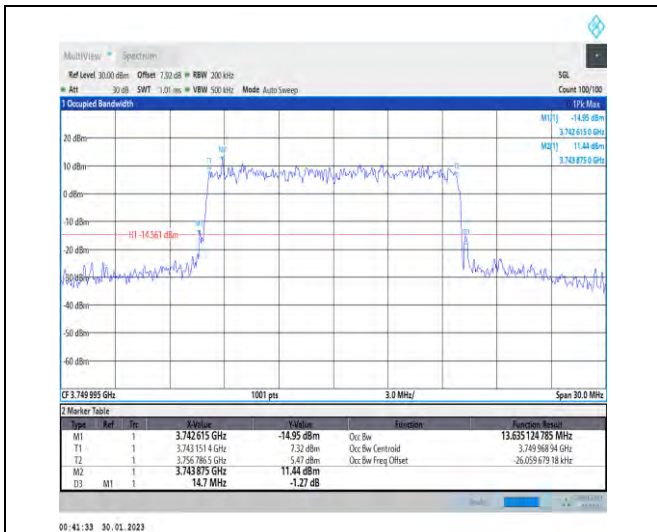 MultiView Spectrum
Ref Level 30.00 dBm Offset 7.92 dB RBW 200 kHz SGL
Att 30 dB SWT 1.01 ms VBW 500 kHz Mode Auto Sweep Count 100/100
1 Occupied Bandwidth 1Pk Max
M1[1] -14.95 dBm
3.742 615 0 GHz
M2[1] 11.44 dBm
3.743 875 0 GHz
20 dBm
10 dBm
0 dBm
-10 dBm
H1 -14.561 dBm
-20 dBm
-30 dBm
-40 dBm
-50 dBm
-60 dBm
CF 3.749 995 GHz 1001 pts 3.0 MHz/ Span 30.0 MHz
2 Marker Table
Type Ref Trc X-Value Y-Value Function Function Result
M1 1 3.742 615 GHz -14.95 dBm Occ Bw 13.635 124 785 MHz
T1 1 3.743 151 4 GHz 7.32 dBm Occ Bw Centroid 3.749 968 94 GHz
T2 1 3.756 786 5 GHz 5.47 dBm Occ Bw Freq Offset -26.059 679 18 kHz
M2 1 3.743 875 GHz 11.44 dBm
D3 M1 1 14.7 MHz -1.27 dB
00:41:33 30.01.2023